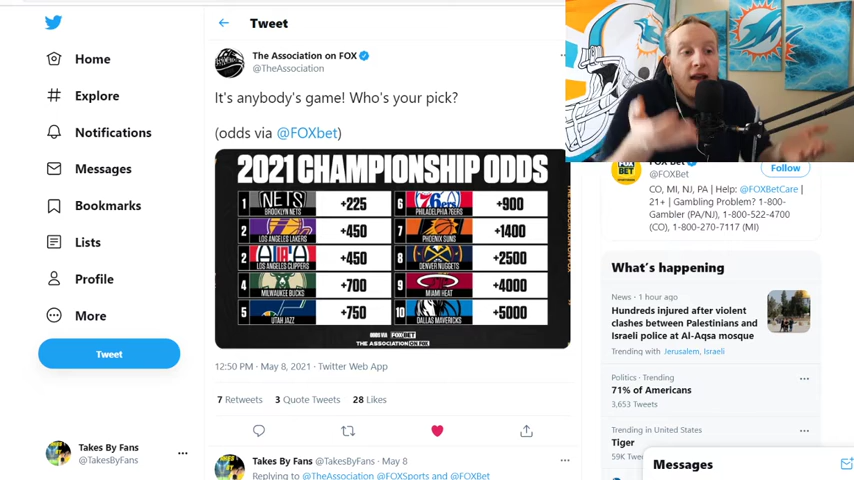 Home
Explore
Notifications
Messages
Bookmarks
Lists
Profile
More
Tweet
Takes By Fans
@TakesByFans
Tweet
The Association on FOX
@TheAssociation
It's anybody's game! Who's your pick?
(odds via @FOXbet)
2021 CHAMPIONSHIP ODDS
1 NETS BROOKLYN NETS +225
2 LOS ANGELES LAKERS +450
2 LOS ANGELES CLIPPERS +450
4 MILWAUKEE BUCKS +700
5 UTAH JAZZ +750
6 76ERS PHILADELPHIA 76ERS +900
7 PHOENIX SUNS +1400
8 DENVER NUGGETS +2500
9 MIAMI HEAT +4000
10 DALLAS MAVERICKS +5000
ODDS VIA FOXBET
THE ASSOCIATION ON FOX
12:50 PM · May 8, 2021 · Twitter Web App
7 Retweets 3 Quote Tweets 28 Likes
Takes By Fans @TakesByFans · May 8
Replying to @TheAssociation @FOXSports and @FOXBet
FOX BET
Fox Bet
@FOXBet
Follow
CO, MI, NJ, PA | Help: @FOXBetCare |
21+ | Gambling Problem? 1-800-
Gambler (PA/NJ), 1-800-522-4700
(CO), 1-800-270-7117 (MI)
What's happening
News · 1 hour ago
Hundreds injured after violent
clashes between Palestinians and
Israeli police at Al-Aqsa mosque
Trending with Jerusalem, Israeli
Politics · Trending
71% of Americans
3,653 Tweets
Trending in United States
Tiger
59K Twe
Messages